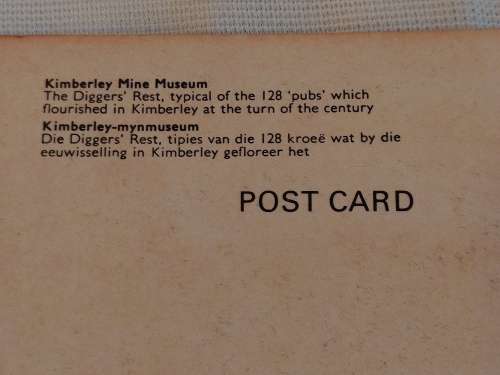 Kimberley Mine Museum
The Diggers' Rest, typical of the 128 'pubs' which
flourished in Kimberley at the turn of the century
Kimberley-mynmuseum
Die Diggers' Rest, tipies van die 128 kroeë wat by die
eeuwisselling in Kimberley gefloreer het
POST CARD